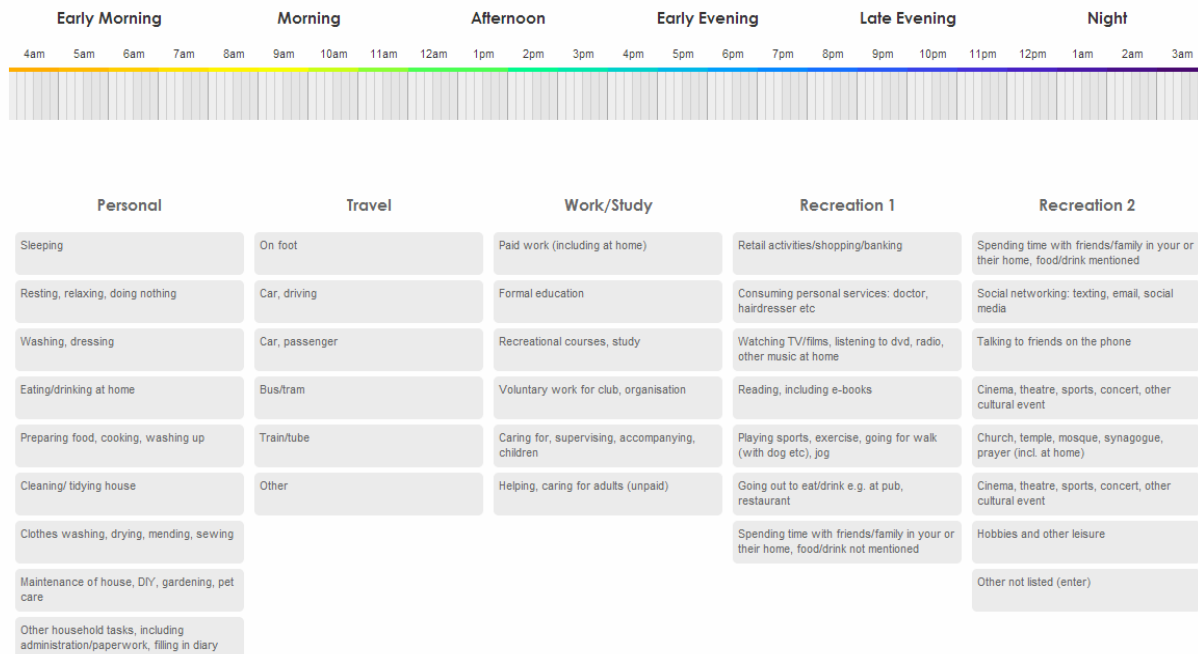 Early Morning Morning Afternoon Early Evening Late Evening Night
4am 5am 6am 7am 8am 9am 10am 11am 12am 1pm 2pm 3pm 4pm 5pm 6pm 7pm 8pm 9pm 10pm 11pm 12pm 1am 2am 3am
Personal
Sleeping
Resting, relaxing, doing nothing
Washing, dressing
Eating/drinking at home
Preparing food, cooking, washing up
Cleaning/ tidying house
Clothes washing, drying, mending, sewing
Maintenance of house, DIY, gardening, pet
care
Other household tasks, including
administration/paperwork, filling in diary
Travel
On foot
Car, driving
Car, passenger
Bus/tram
Train/tube
Other
Work/Study
Paid work (including at home)
Formal education
Recreational courses, study
Voluntary work for club, organisation
Caring for, supervising, accompanying,
children
Helping, caring for adults (unpaid)
Recreation 1
Retail activities/shopping/banking
Consuming personal services: doctor,
hairdresser etc
Watching TV/films, listening to dvd, radio,
other music at home
Reading, including e-books
Playing sports, exercise, going for walk
(with dog etc), jog
Going out to eat/drink e.g. at pub,
restaurant
Spending time with friends/family in your or
their home, food/drink not mentioned
Recreation 2
Spending time with friends/family in your or
their home, food/drink mentioned
Social networking: texting, email, social
media
Talking to friends on the phone
Cinema, theatre, sports, concert, other
cultural event
Church, temple, mosque, synagogue,
prayer (incl. at home)
Cinema, theatre, sports, concert, other
cultural event
Hobbies and other leisure
Other not listed (enter)